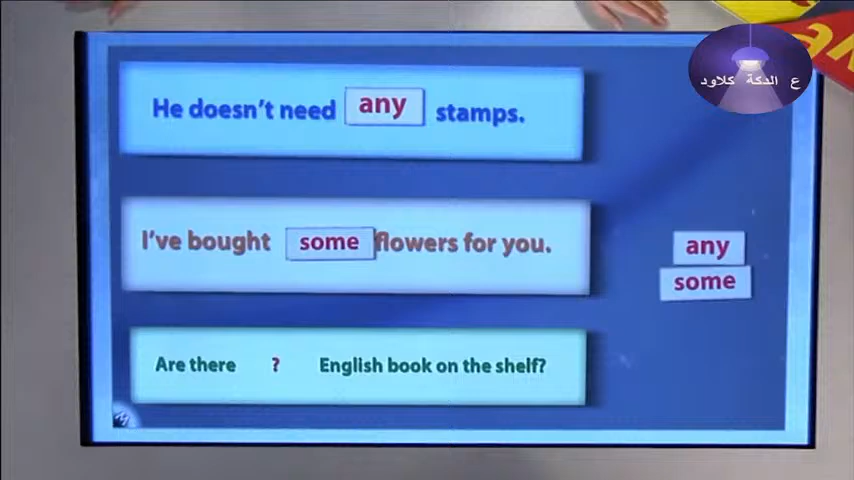 ع الدكة كلاود
He doesn't need any stamps.
I've bought some flowers for you.
any
some
Are there ? English book on the shelf?